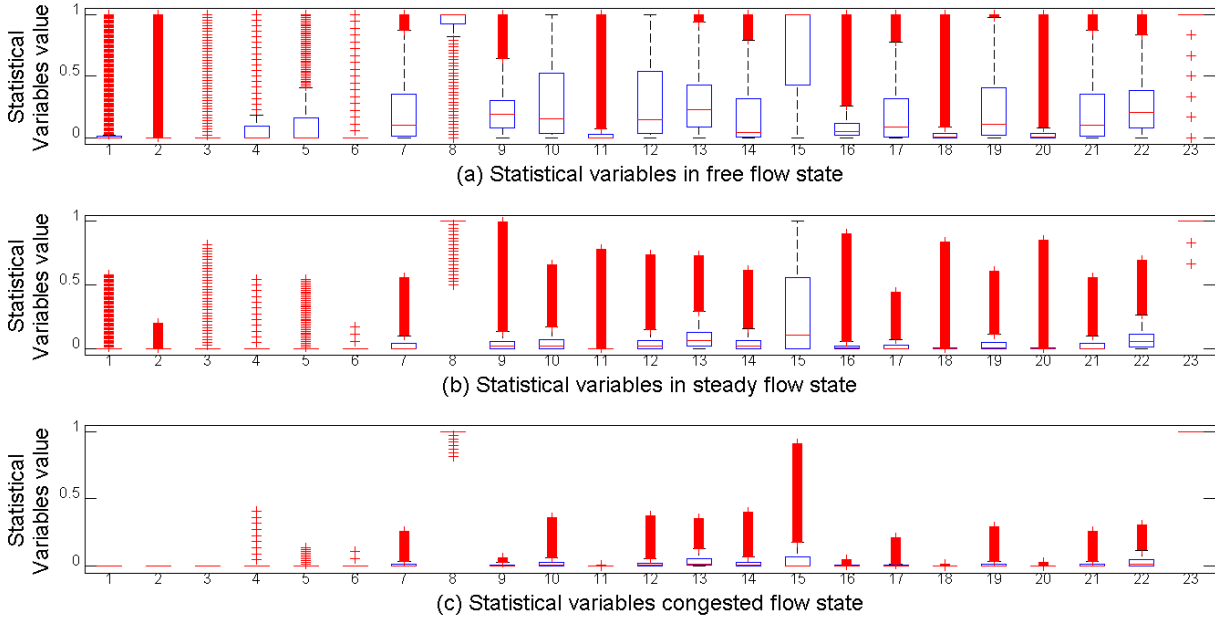 Statistical
Variables value
1
0.5
0
1 2 3 4 5 6 7 8 9 10 11 12 13 14 15 16 17 18 19 20 21 22 23
(a) Statistical variables in free flow state
Statistical
Variables value
1
0.5
0
1 2 3 4 5 6 7 8 9 10 11 12 13 14 15 16 17 18 19 20 21 22 23
(b) Statistical variables in steady flow state
Statistical
Variables value
1
0.5
0
1 2 3 4 5 6 7 8 9 10 11 12 13 14 15 16 17 18 19 20 21 22 23
(c) Statistical variables congested flow state